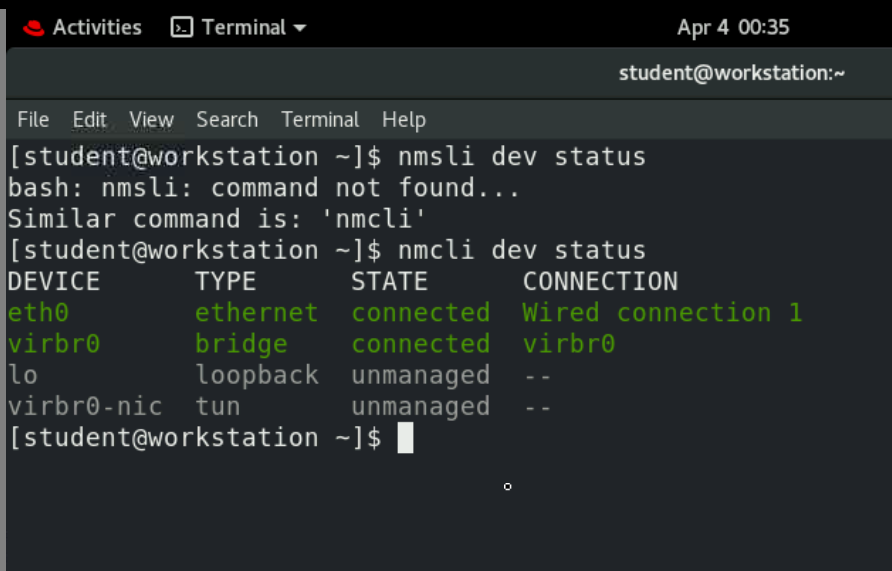 Activities Terminal Apr 4 00:35
student@workstation:~
File Edit View Search Terminal Help
[student@workstation ~]$ nmsli dev status
bash: nmsli: command not found...
Similar command is: 'nmcli'
[student@workstation ~]$ nmcli dev status
DEVICE TYPE STATE CONNECTION
eth0 ethernet connected Wired connection 1
virbr0 bridge connected virbr0
lo loopback unmanaged --
virbr0-nic tun unmanaged --
[student@workstation ~]$